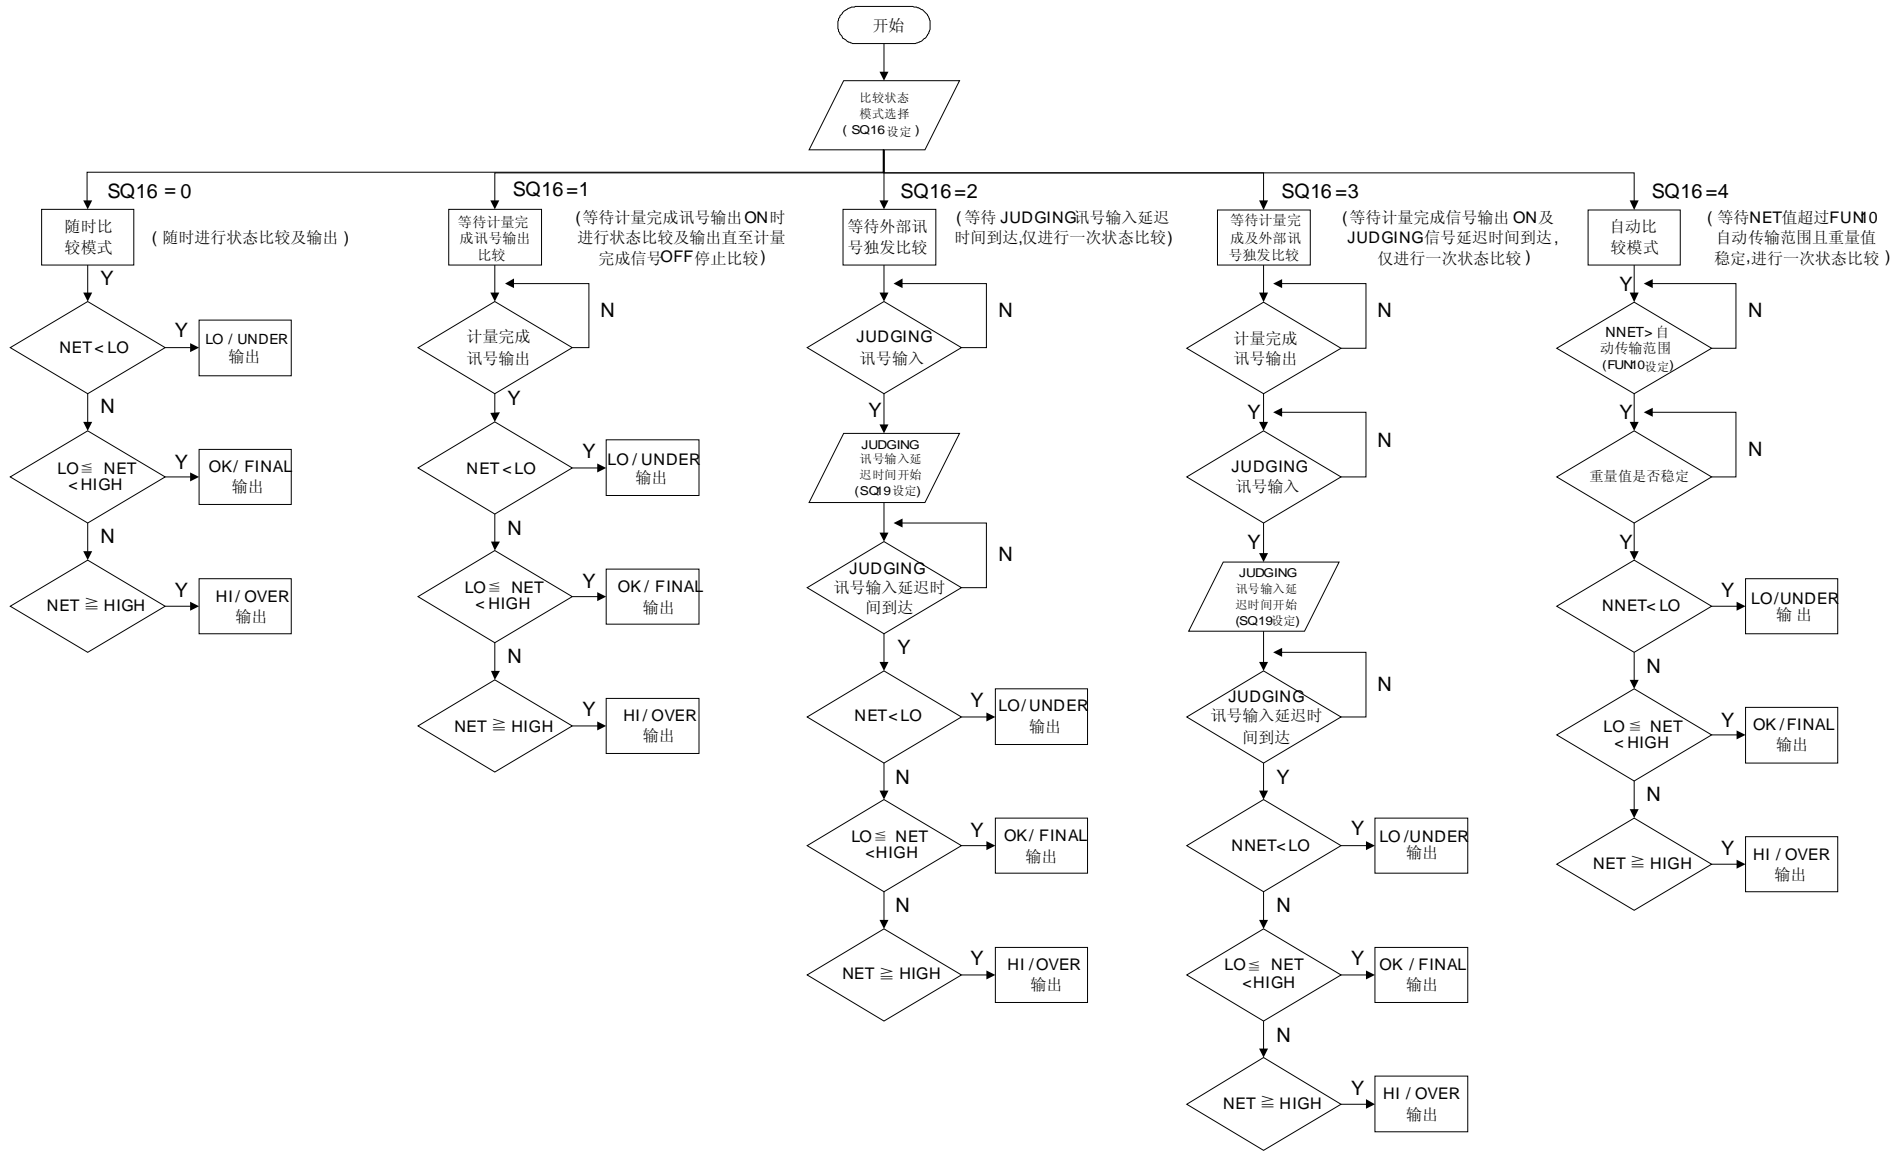 开始
比较状态
模式选择
( SQ16 设定 )
SQ16 = 0
随时比
较模式
( 随时进行状态比较及输出 )
Y
NET < LO
Y
LO / UNDER
输出
N
LO≦ NET
<HIGH
Y
OK/ FINAL
输出
N
NET ≧ HIGH
Y
HI / OVER
输出
SQ16=1
等待计量完
成讯号输出
比较
(等待计量完成讯号输出 ON时
进行状态比较及输出直至计量
完成信号OFF 停止比较)
N
计量完成
讯号输出
Y
NET < LO
Y
LO / UNDER
输出
N
LO≦ NET
<HIGH
Y
OK / FINAL
输出
N
NET ≧ HIGH
Y
HI / OVER
输出
SQ16=2
等待外部讯
号独发比较
(等待 JUDGING讯号输入延迟
时间到达,仅进行一次状态比较)
N
JUDGING
讯号输入
Y
JUDGING
讯号输入延
迟时间开始
(SQ19 设定)
N
JUDGING
讯号输入延迟时
间到达
Y
NET < LO
Y
LO/ UNDER
输出
N
LO≦ NET
<HIGH
Y
OK/ FINAL
输出
N
NET ≧ HIGH
Y
HI / OVER
输出
SQ16=3
等待计量完
成及外部讯
号独发比较
(等待计量完成信号输出 ON 及
JUDGING 信号延迟时间到达,
仅进行一次状态比较 )
N
计量完成
讯号输出
Y
N
JUDGING
讯号输入
Y
JUDGING
讯号输入延
迟时间开始
(SQ19设定)
N
JUDGING
讯号输入延迟时
间到达
Y
NNET<LO
Y
LO /UNDER
输出
N
LO≦ NET
<HIGH
Y
OK / FINAL
输出
N
NET ≧ HIGH
Y
HI / OVER
输出
SQ16=4
自动比
较模式
( 等待NET值超过FUN10
自动传输范围且重量值
稳定,进行一次状态比较 )
Y
N
NNET> 自
动传输范围
(FUN10设定)
Y
N
重量值是否稳定
Y
NNET< LO
Y
LO/UNDER
输 出
N
LO ≦ NET
< HIGH
Y
OK / FINAL
输出
N
NET ≧ HIGH
Y
HI / OVER
输出